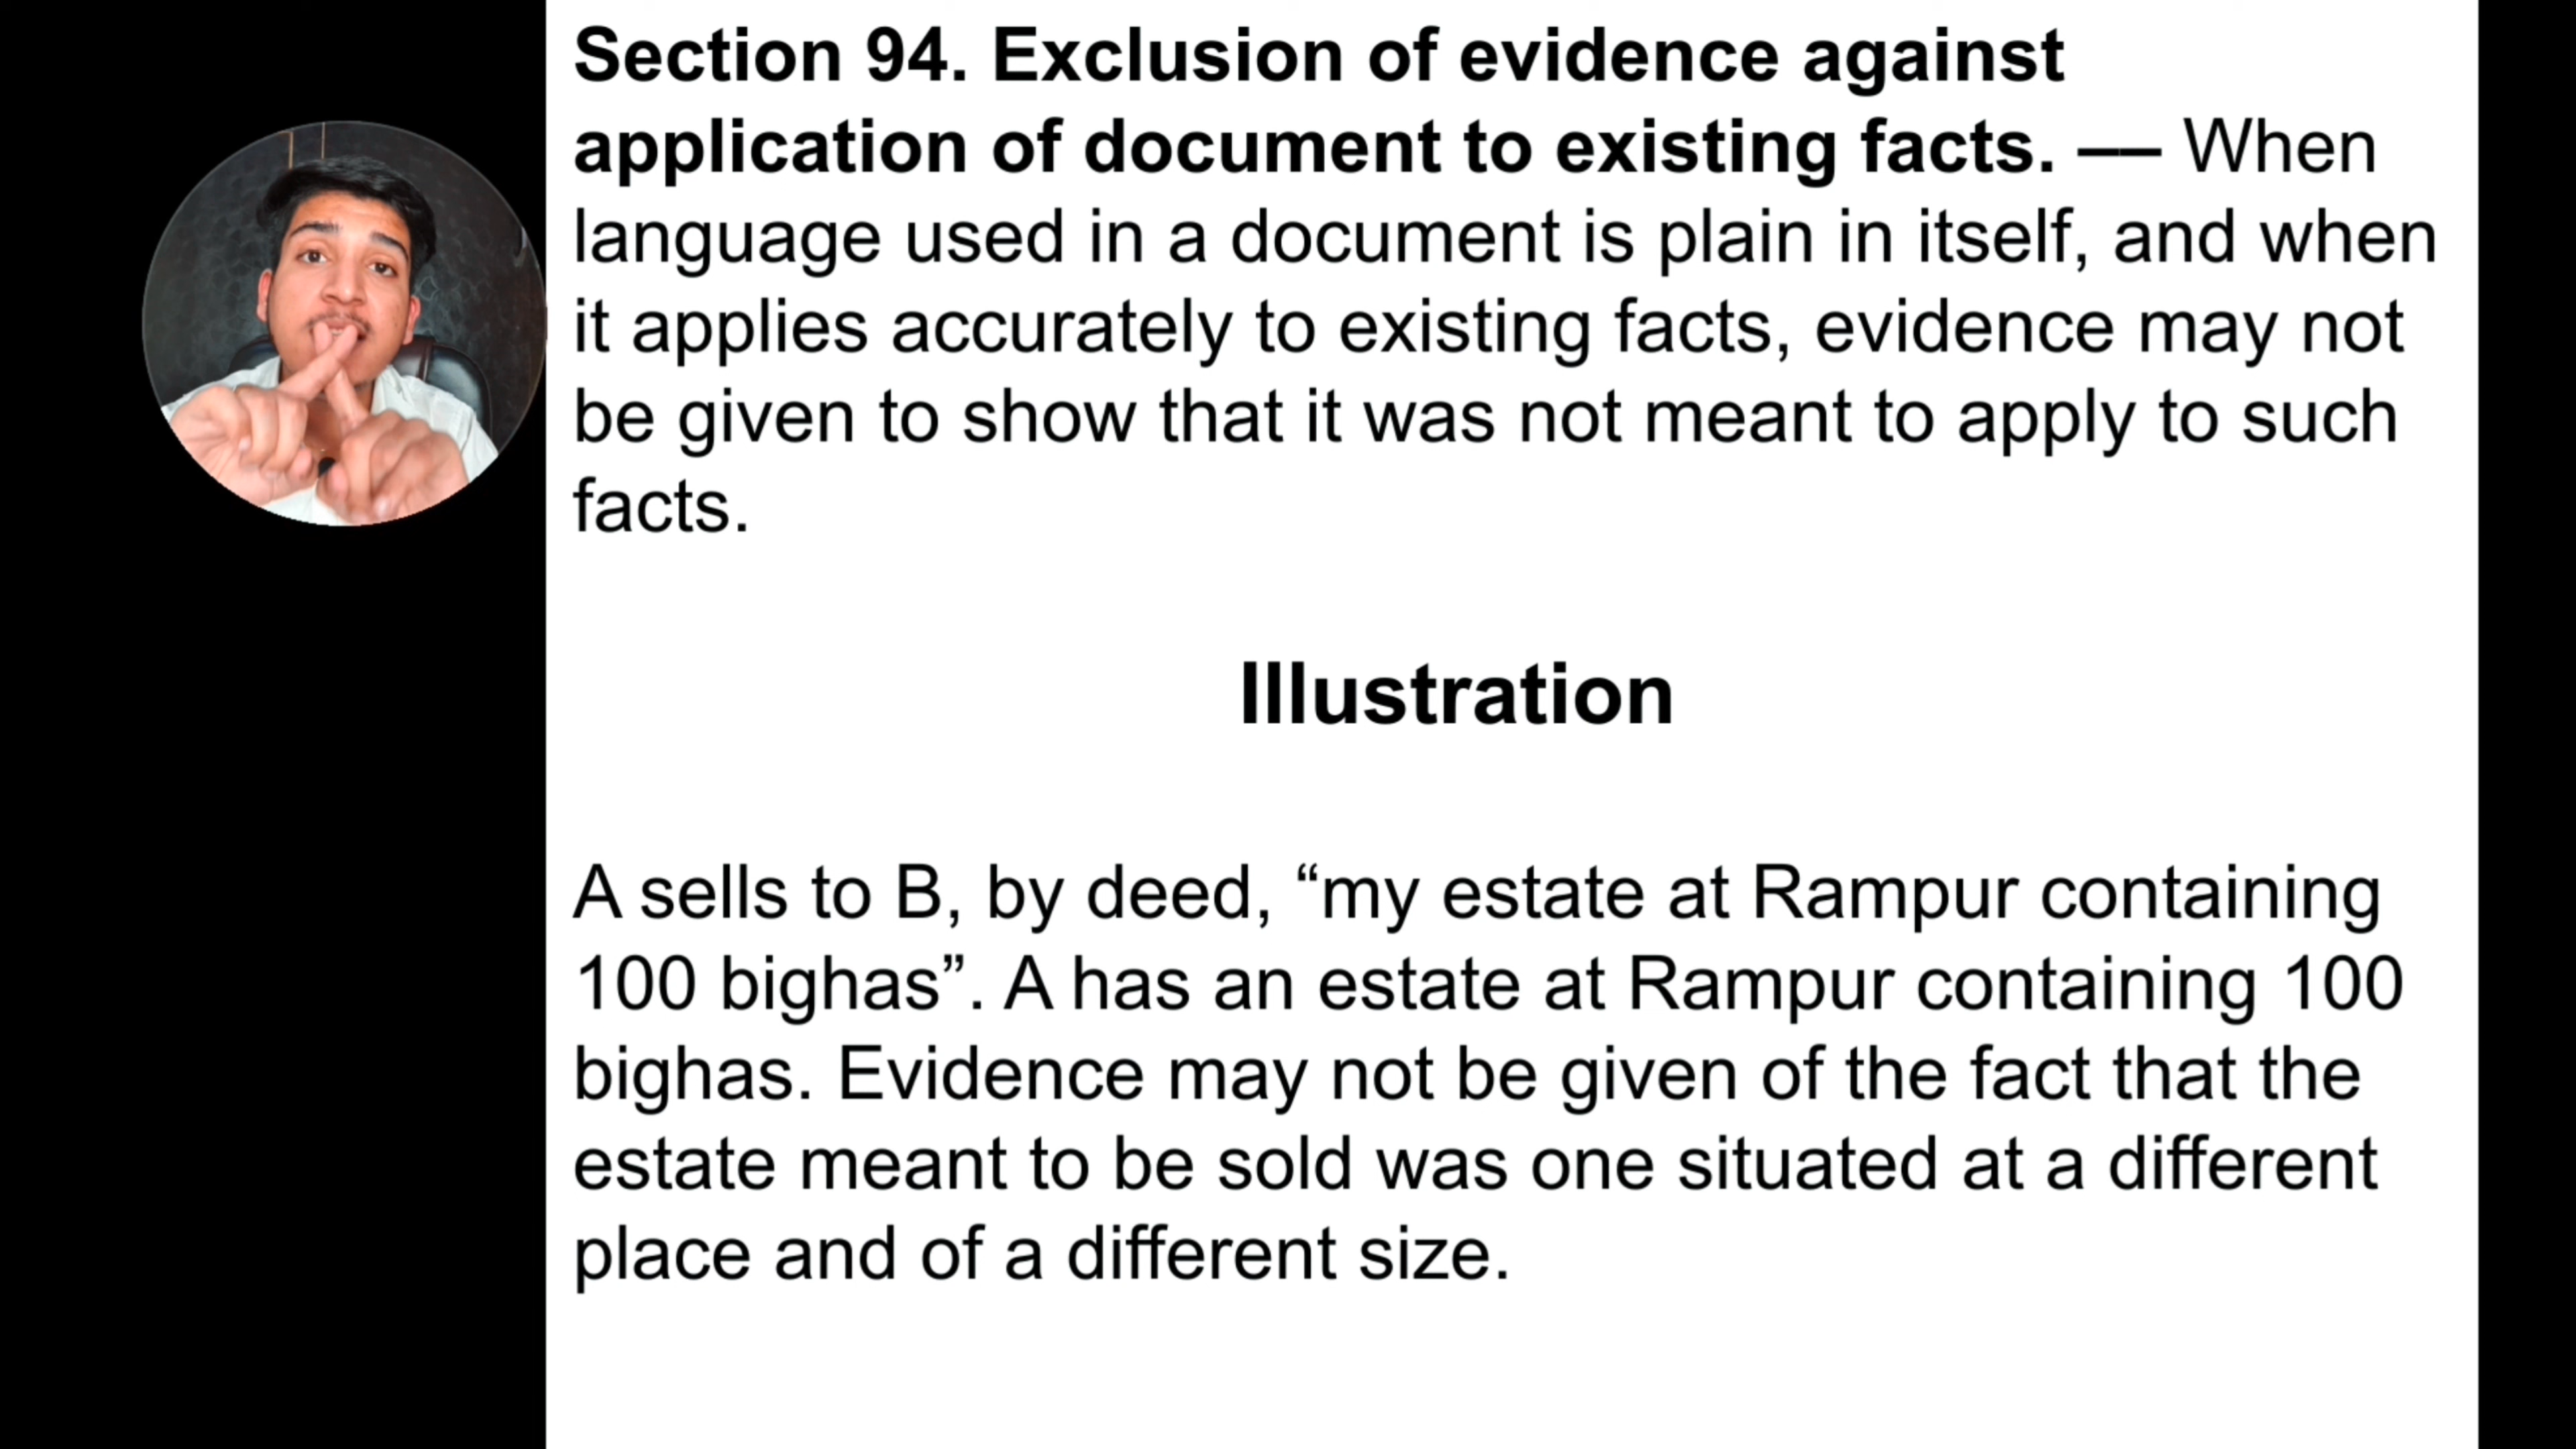 Section 94. Exclusion of evidence against
application of document to existing facts. –– When
language used in a document is plain in itself, and when
it applies accurately to existing facts, evidence may not
be given to show that it was not meant to apply to such
facts.
Illustration
A sells to B, by deed, “my estate at Rampur containing
100 bighas”. A has an estate at Rampur containing 100
bighas. Evidence may not be given of the fact that the
estate meant to be sold was one situated at a different
place and of a different size.